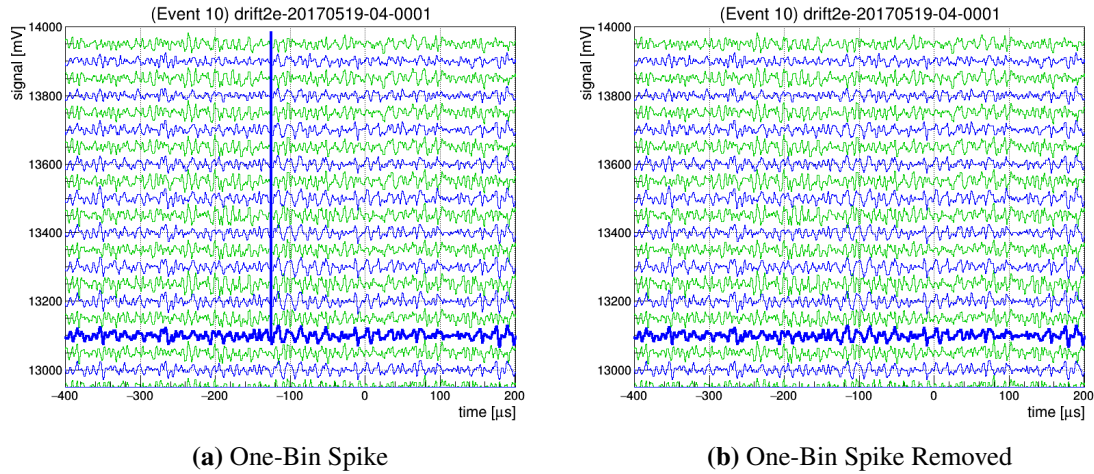 (Event 10) drift2e-20170519-04-0001
signal [mV]
14000
13800
13600
13400
13200
13000
−400 −300 −200 −100 0 100 200
time [μs]
(a) One-Bin Spike
(Event 10) drift2e-20170519-04-0001
signal [mV]
14000
13800
13600
13400
13200
13000
−400 −300 −200 −100 0 100 200
time [μs]
(b) One-Bin Spike Removed